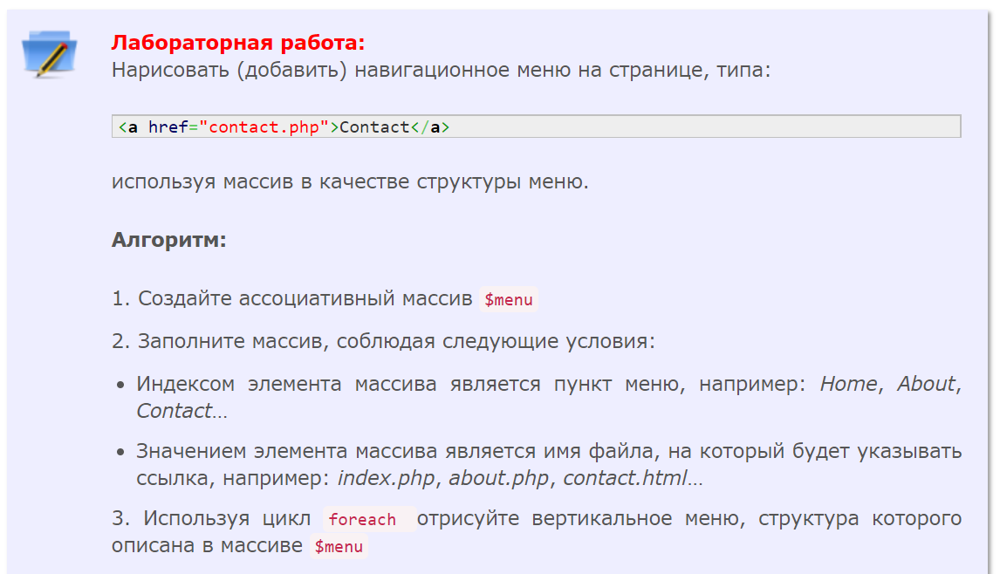 Лабораторная работа:
Нарисовать (добавить) навигационное меню на странице, типа:
<a href="contact.php">Contact</a>
используя массив в качестве структуры меню.
Алгоритм:
1. Создайте ассоциативный массив $menu
2. Заполните массив, соблюдая следующие условия:
• Индексом элемента массива является пункт меню, например: Home, About,
Contact…
• Значением элемента массива является имя файла, на который будет указывать
ссылка, например: index.php, about.php, contact.html…
3. Используя цикл foreach отрисуйте вертикальное меню, структура которого
описана в массиве $menu